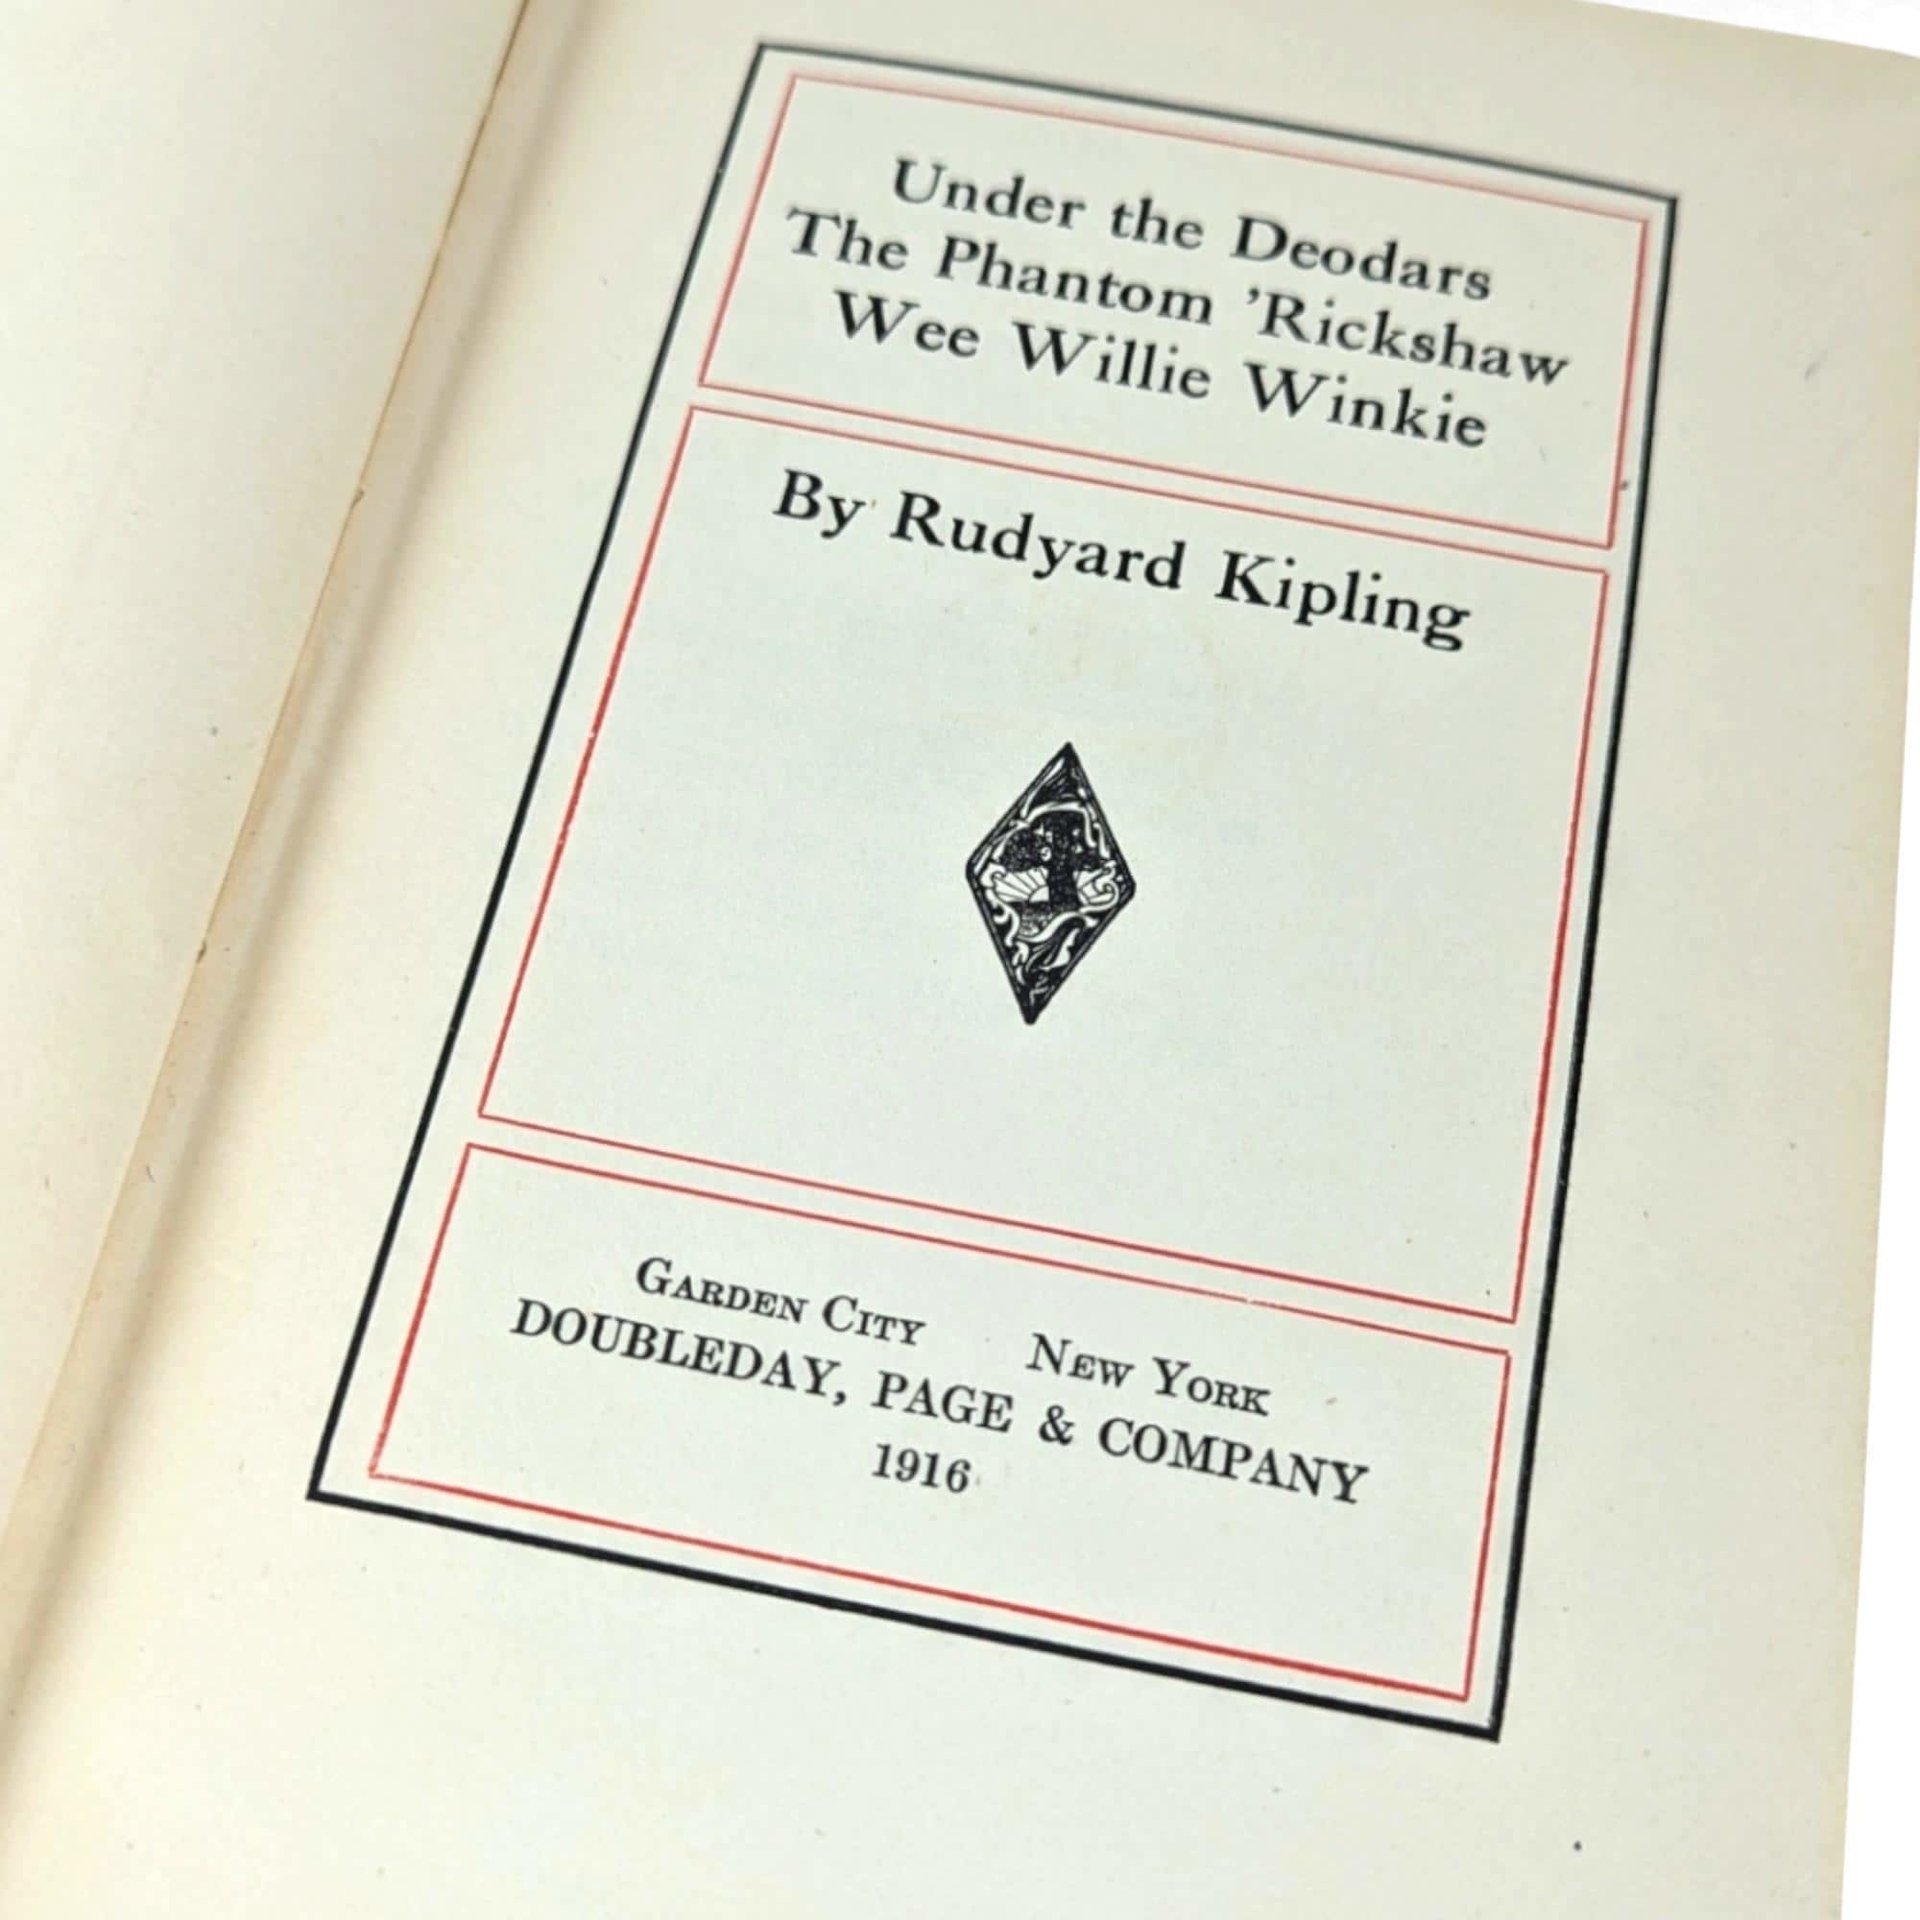 Under the Deodars
The Phantom ’Rickshaw
Wee Willie Winkie
By Rudyard Kipling
Garden City New York
DOUBLEDAY, PAGE & COMPANY
1916